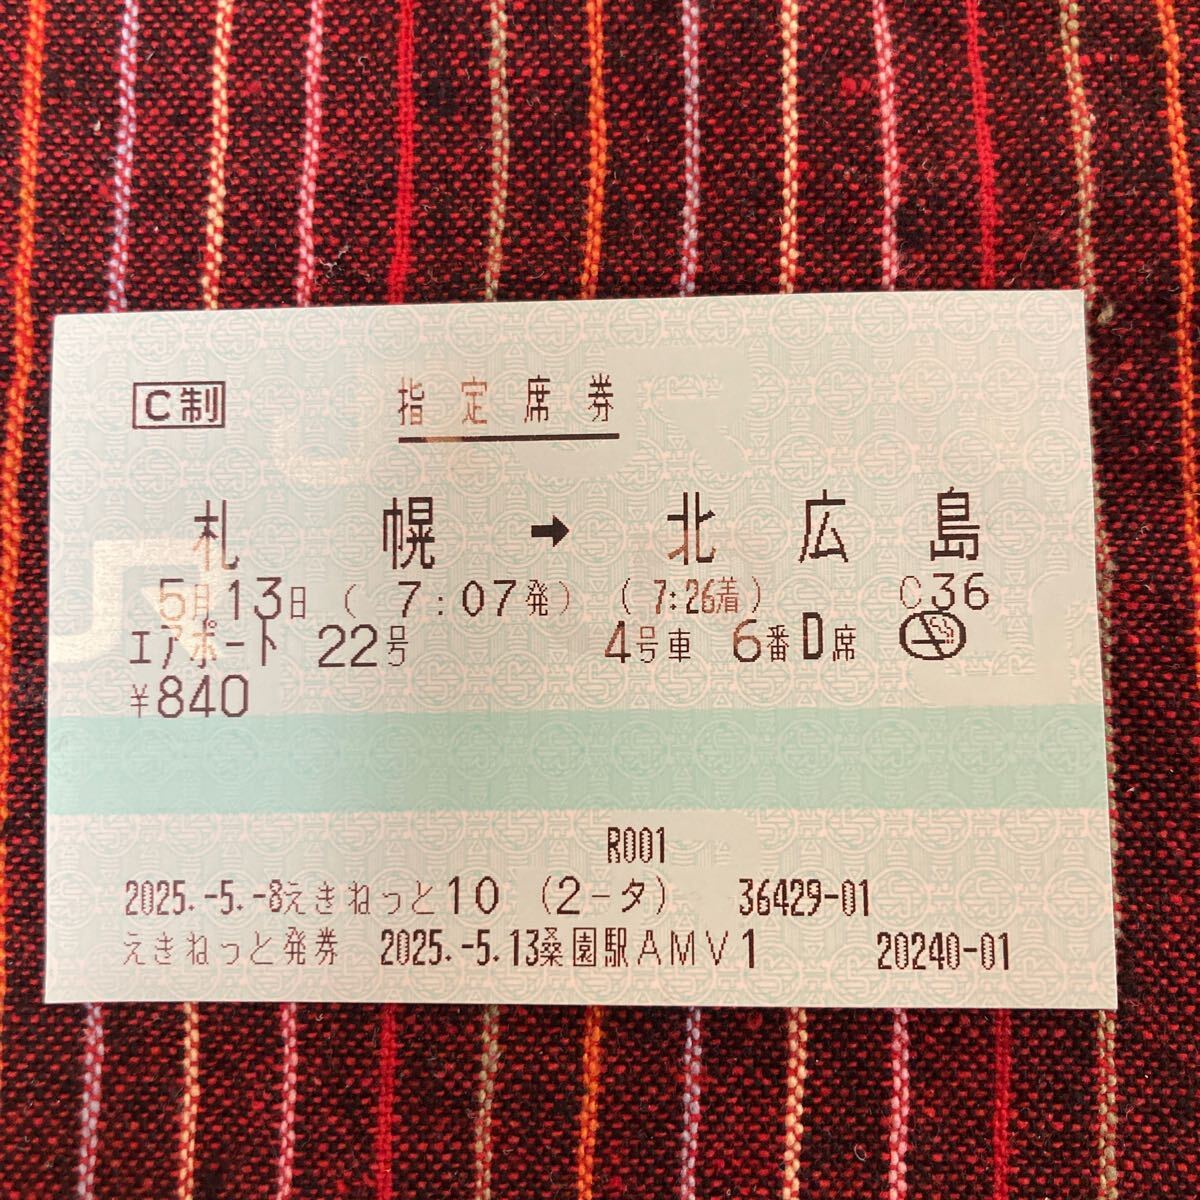 C制 指定席券
札幌 → 北広島
5月13日 ( 7:07発) ( 7:26着) C36
エアポート 22号 4号車 6番D席
¥840
R001
2025.-5.-8えきねっと10 (2-タ) 36429-01
えきねっと発券 2025.-5.13桑園駅AMV1 20240-01